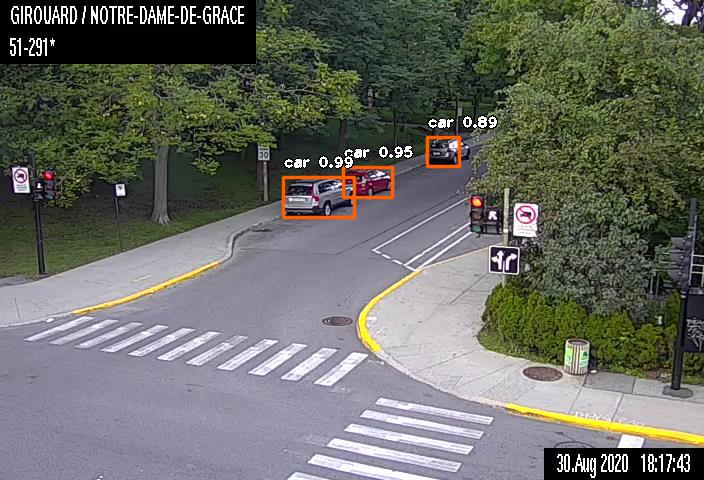 GIROUARD / NOTRE-DAME-DE-GRACE
51-291*
car 0.89
car 0.95
car 0.99
30
30.Aug 2020 18:17:43